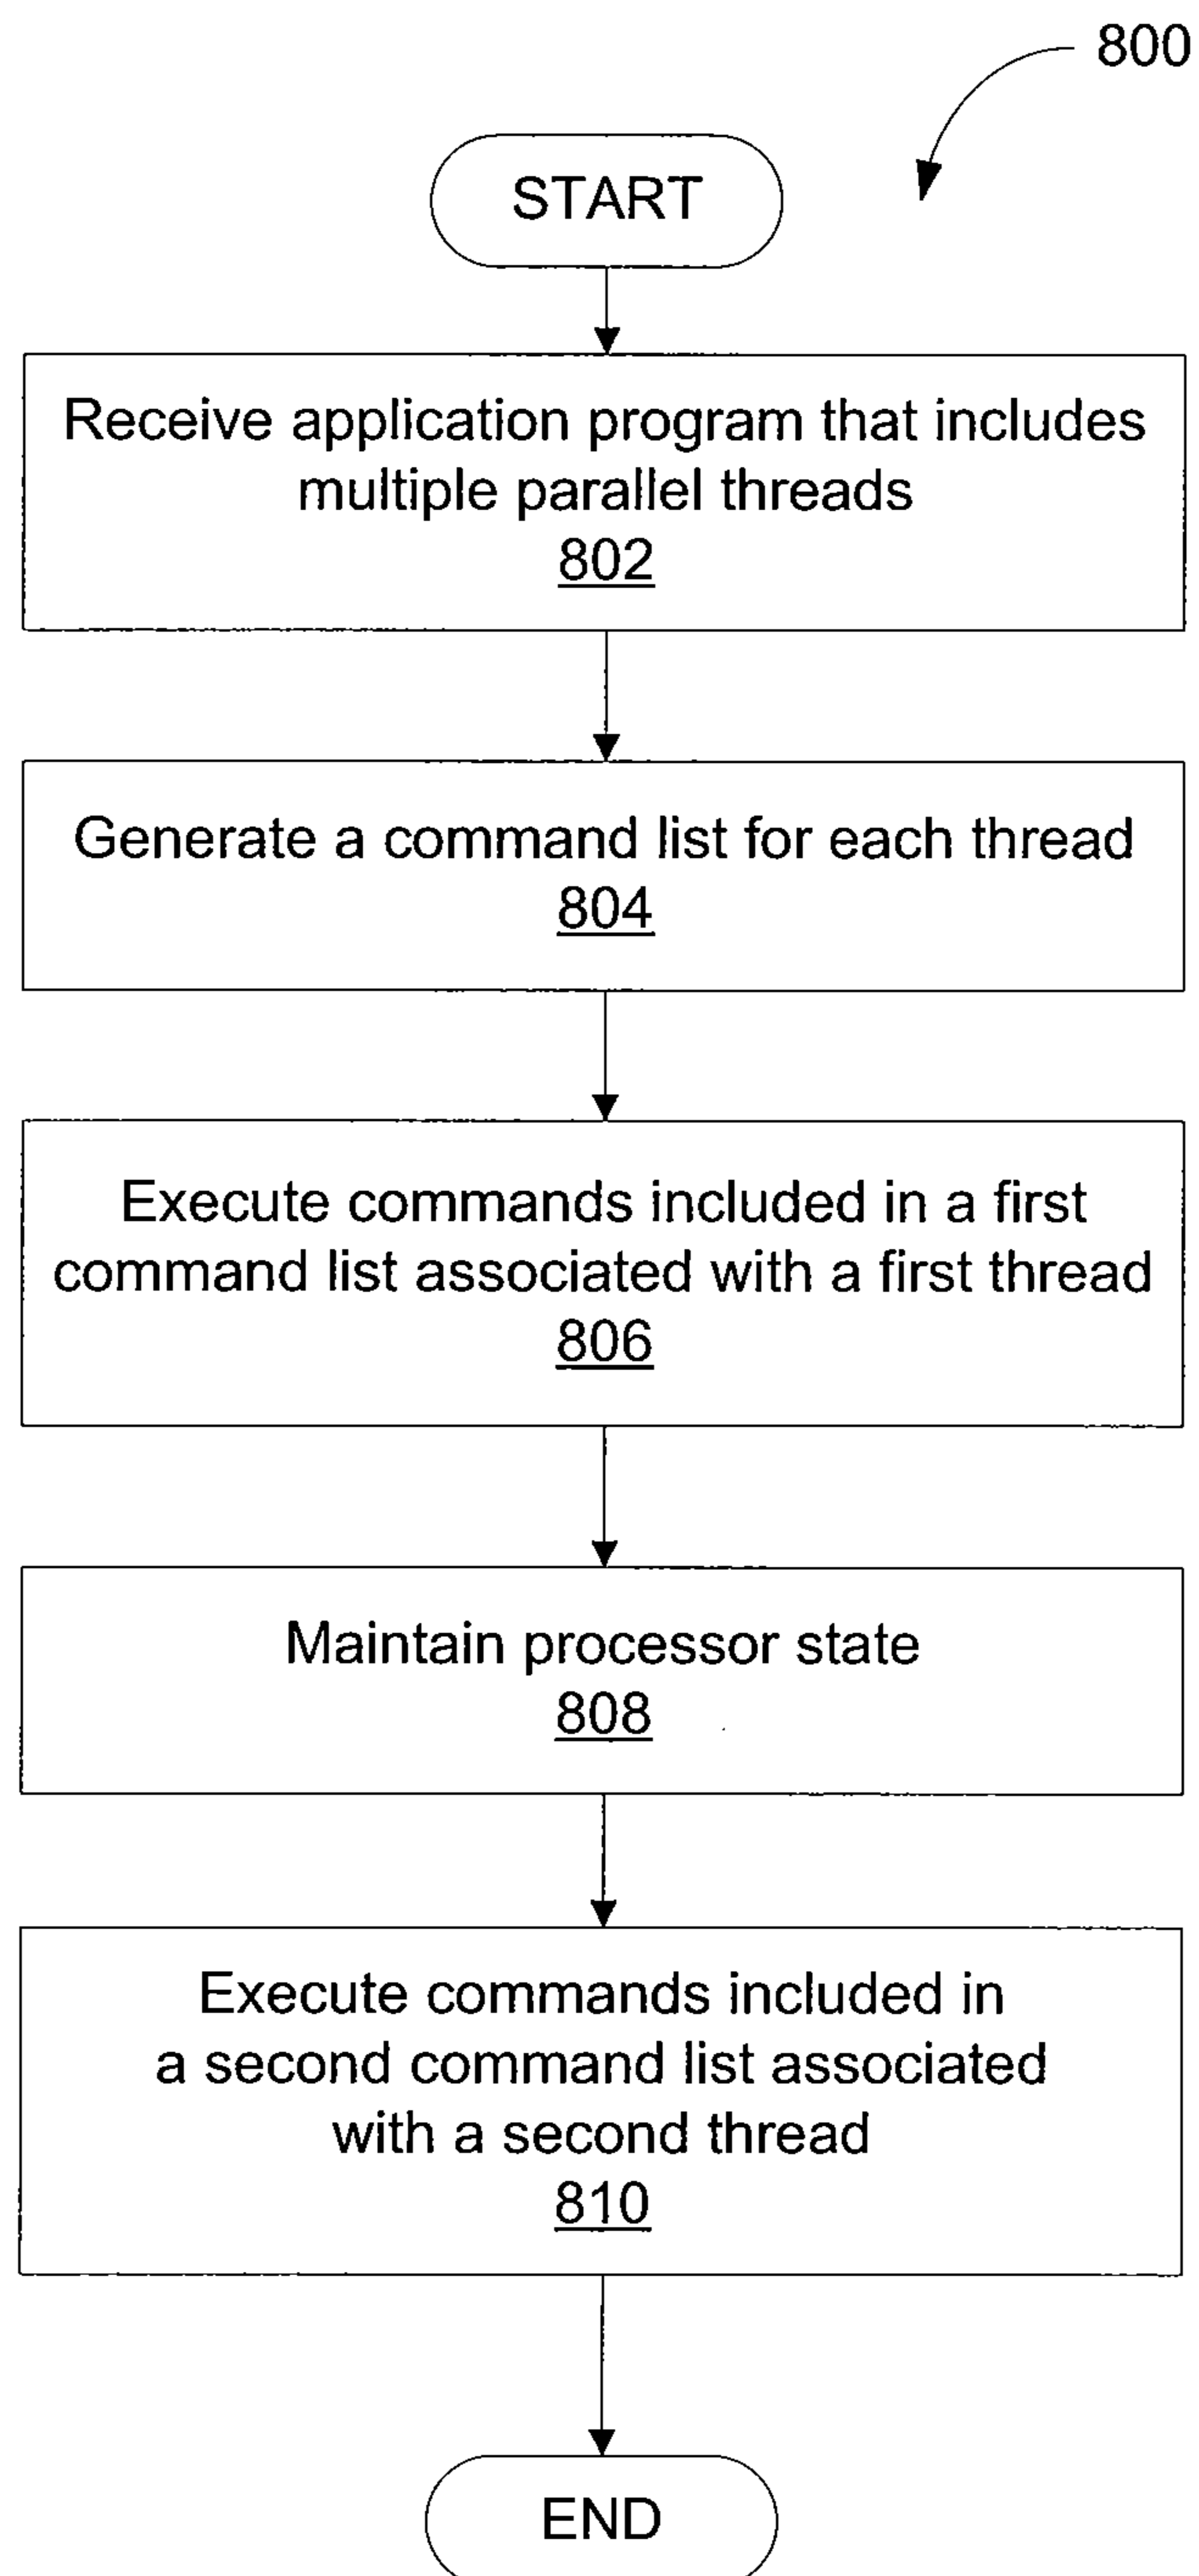 800
START
Receive application program that includes
multiple parallel threads
802
Generate a command list for each thread
804
Execute commands included in a first
command list associated with a first thread
806
Maintain processor state
808
Execute commands included in
a second command list associated
with a second thread
810
END